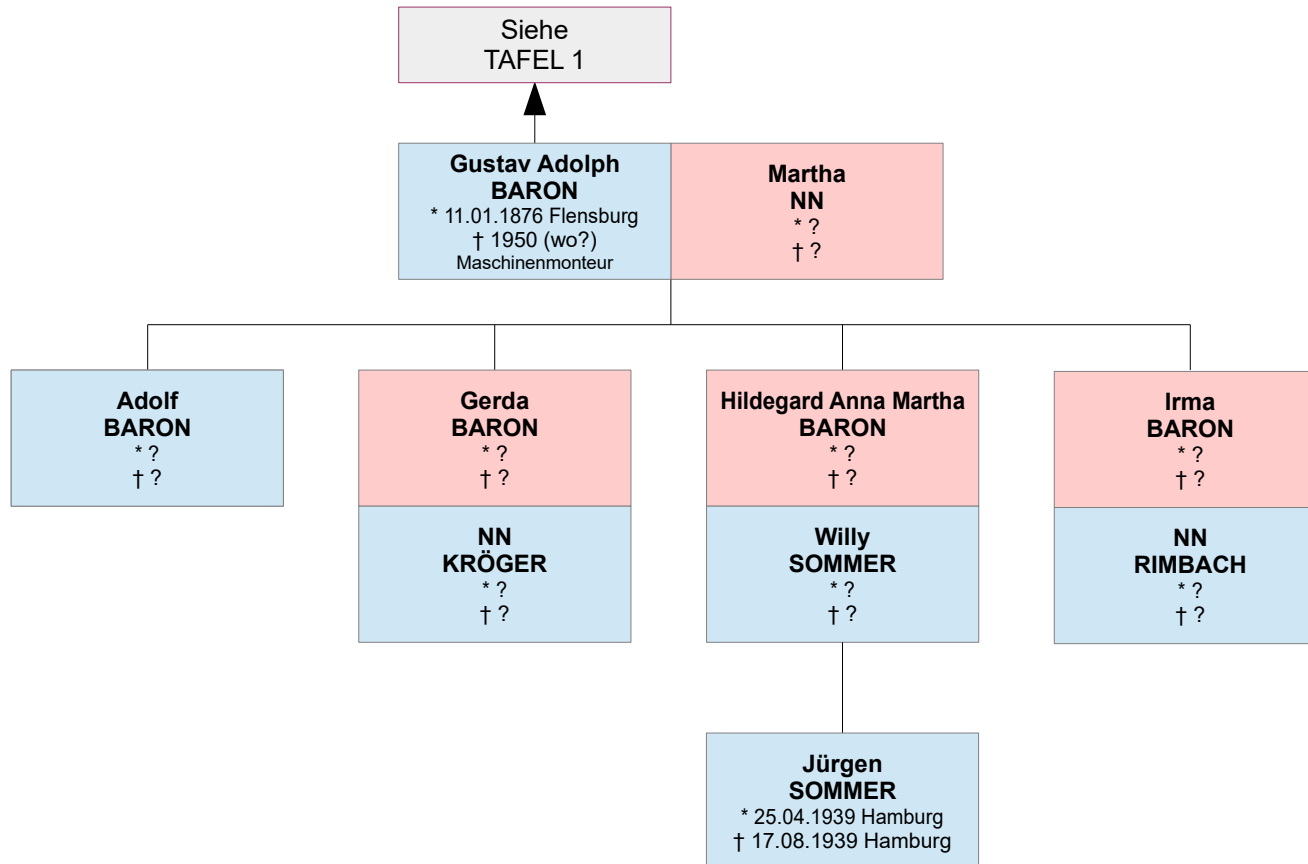 Siehe
TAFEL 1
Gustav Adolph
BARON
* 11.01.1876 Flensburg
† 1950 (wo?)
Maschinenmonteur
Martha
NN
* ?
† ?
Adolf
BARON
* ?
† ?
Gerda
BARON
* ?
† ?
NN
KRÖGER
* ?
† ?
Hildegard Anna Martha
BARON
* ?
† ?
Willy
SOMMER
* ?
† ?
Irma
BARON
* ?
† ?
NN
RIMBACH
* ?
† ?
Jürgen
SOMMER
* 25.04.1939 Hamburg
† 17.08.1939 Hamburg